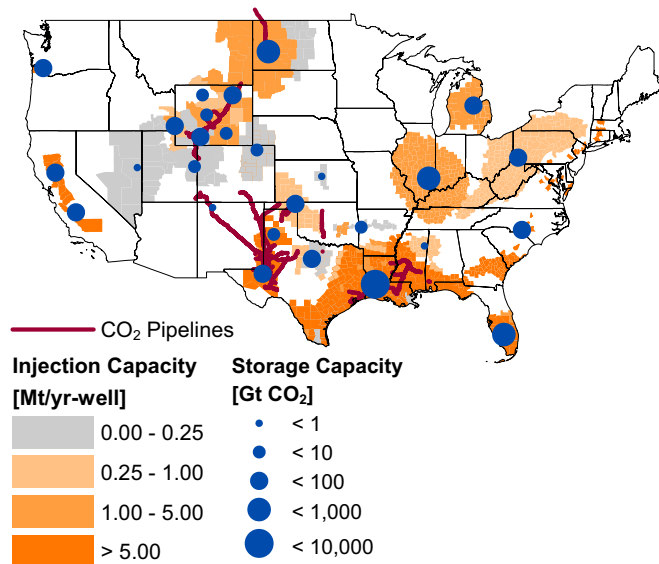 CO₂ Pipelines
Injection Capacity
[Mt/yr-well]
0.00 - 0.25
0.25 - 1.00
1.00 - 5.00
> 5.00
Storage Capacity
[Gt CO₂]
< 1
< 10
< 100
< 1,000
< 10,000